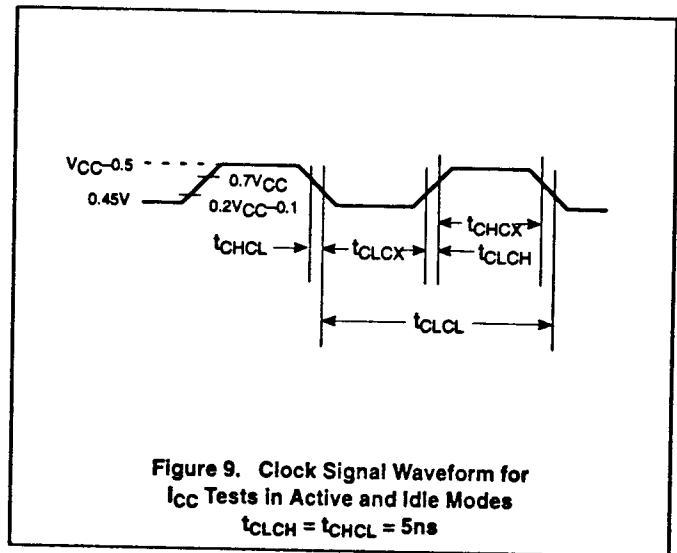 VCC–0.5
0.7VCC
0.45V
0.2VCC–0.1
tCHCX
tCHCL
tCLCX
tCLCH
tCLCL
Figure 9. Clock Signal Waveform for
ICC Tests in Active and Idle Modes
tCLCH = tCHCL = 5ns